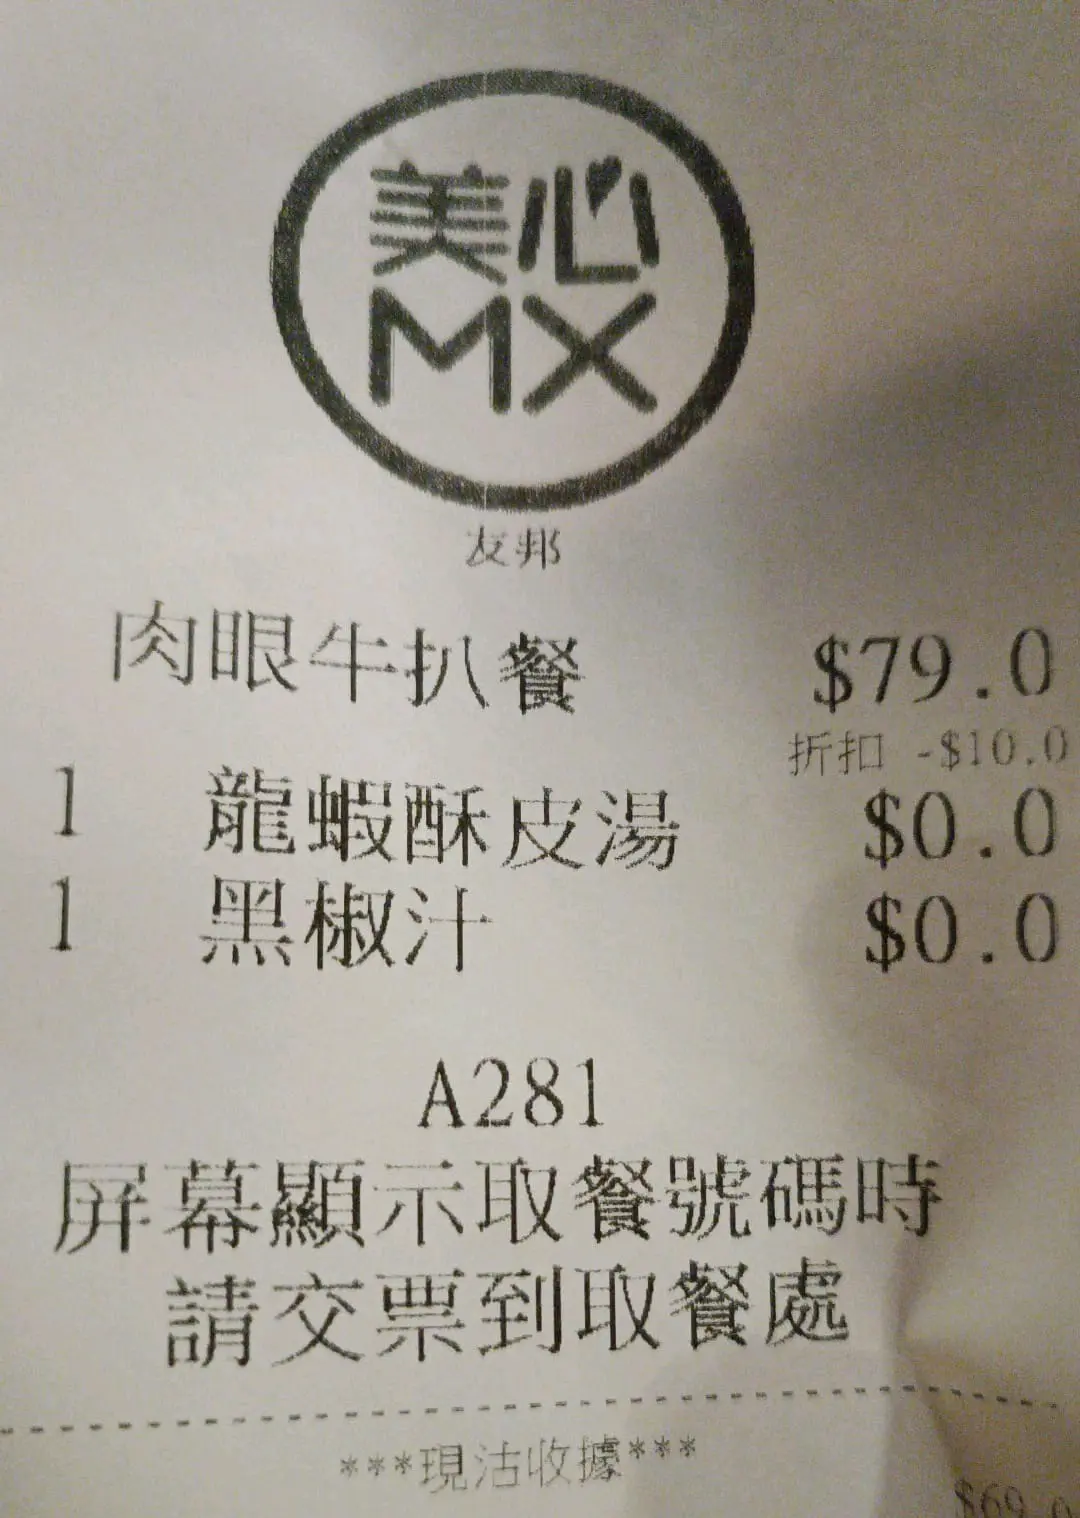 美心
MX
友邦
肉眼牛扒餐 $79.0
折扣 -$10.0
1 龍蝦酥皮湯 $0.0
1 黑椒汁 $0.0
A281
屏幕顯示取餐號碼時
請交票到取餐處
***現沽收據***
$69.0